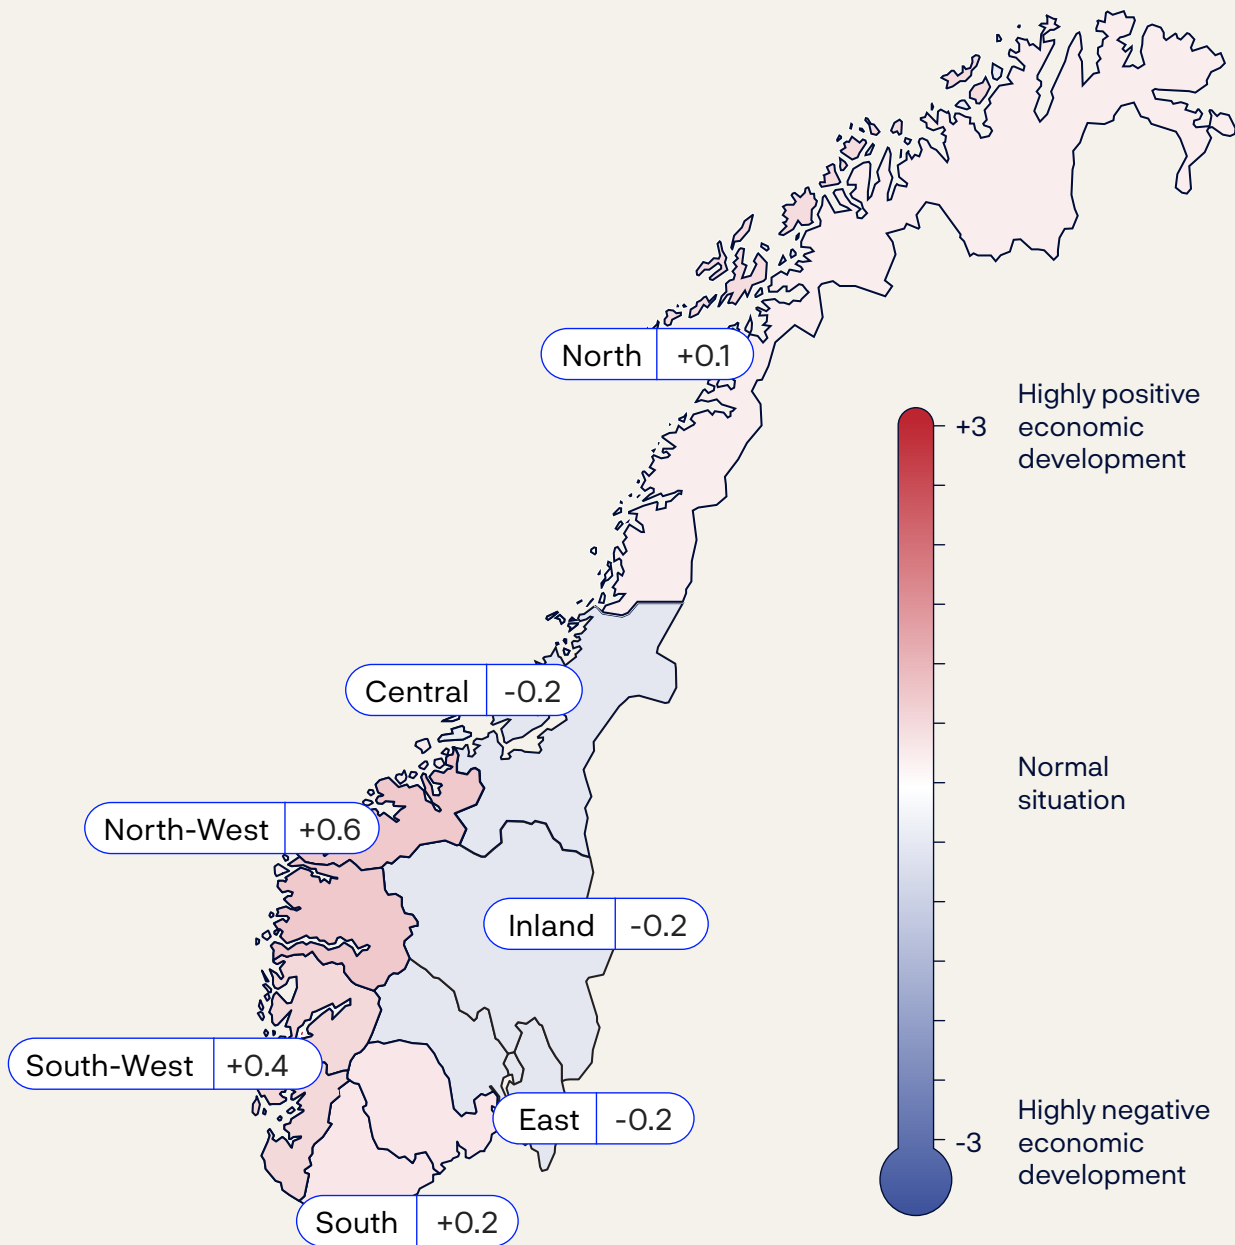 North +0.1
Highly positive
economic
development
+3
Central -0.2
Normal
situation
North-West +0.6
Inland -0.2
South-West +0.4
East -0.2
Highly negative
economic
development
-3
South +0.2